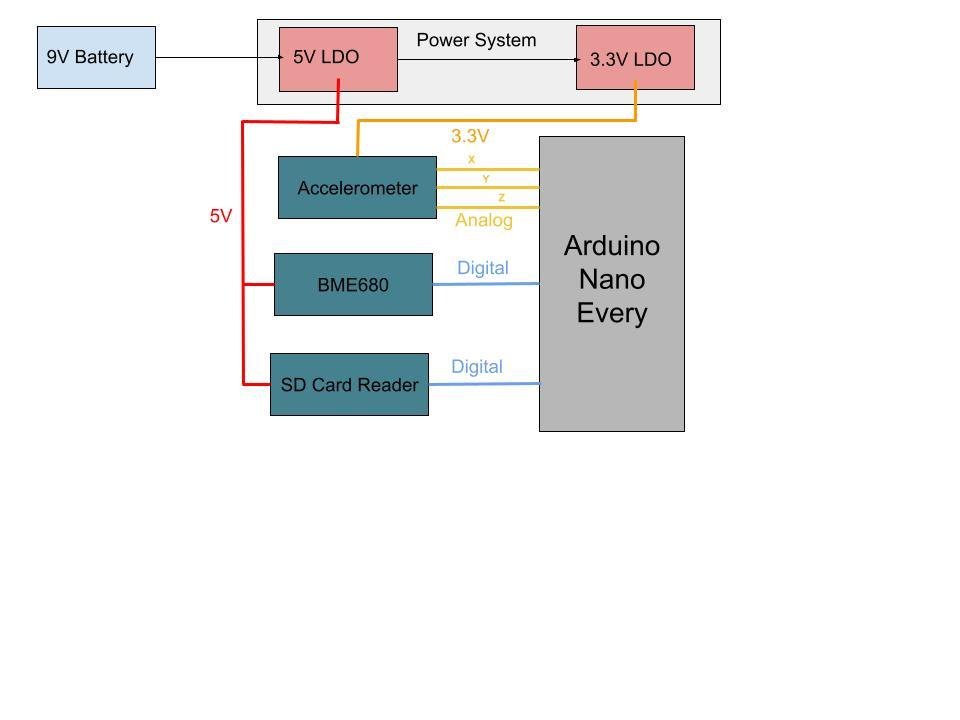 9V Battery
5V LDO
Power System
3.3V LDO
3.3V
X
Y
Z
Accelerometer
5V
Analog
Arduino
Nano
Every
Digital
BME680
Digital
SD Card Reader